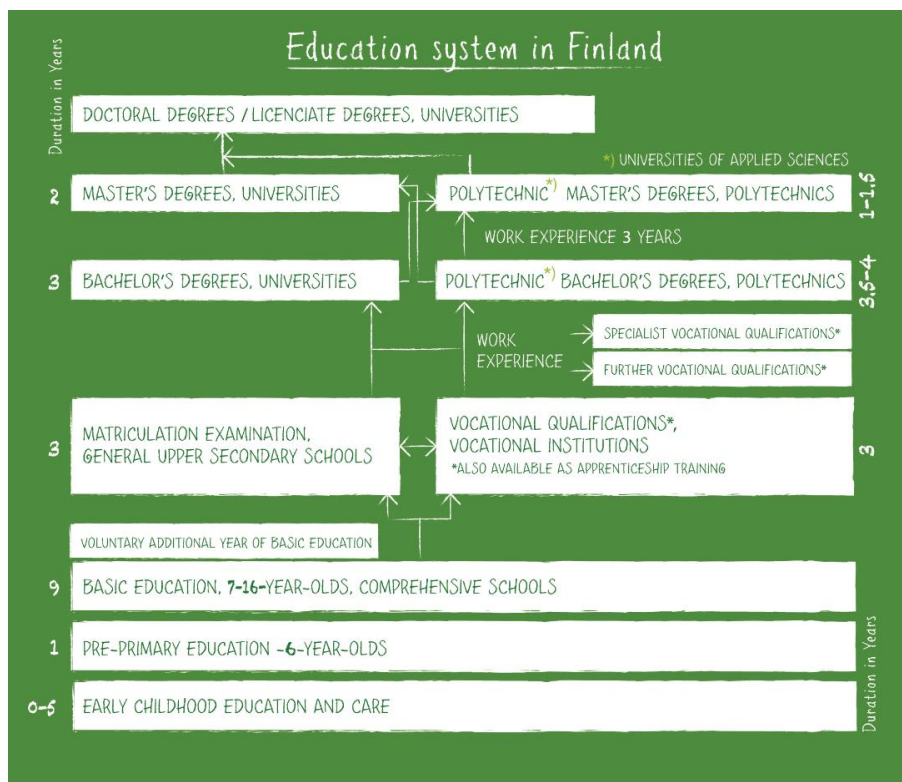 Education system in Finland
Duration in Years
DOCTORAL DEGREES / LICENCIATE DEGREES, UNIVERSITIES
*) UNIVERSITIES OF APPLIED SCIENCES
2
MASTER'S DEGREES, UNIVERSITIES
POLYTECHNIC*) MASTER'S DEGREES, POLYTECHNICS
1-1.5
WORK EXPERIENCE 3 YEARS
3
BACHELOR'S DEGREES, UNIVERSITIES
POLYTECHNIC*) BACHELOR'S DEGREES, POLYTECHNICS
3.5-4
WORK
EXPERIENCE
SPECIALIST VOCATIONAL QUALIFICATIONS*
FURTHER VOCATIONAL QUALIFICATIONS*
3
MATRICULATION EXAMINATION,
GENERAL UPPER SECONDARY SCHOOLS
VOCATIONAL QUALIFICATIONS*,
VOCATIONAL INSTITUTIONS
*ALSO AVAILABLE AS APPRENTICESHIP TRAINING
3
VOLUNTARY ADDITIONAL YEAR OF BASIC EDUCATION
9
BASIC EDUCATION, 7-16-YEAR-OLDS, COMPREHENSIVE SCHOOLS
1
PRE-PRIMARY EDUCATION -6-YEAR-OLDS
0-5
EARLY CHILDHOOD EDUCATION AND CARE
Duration in Years